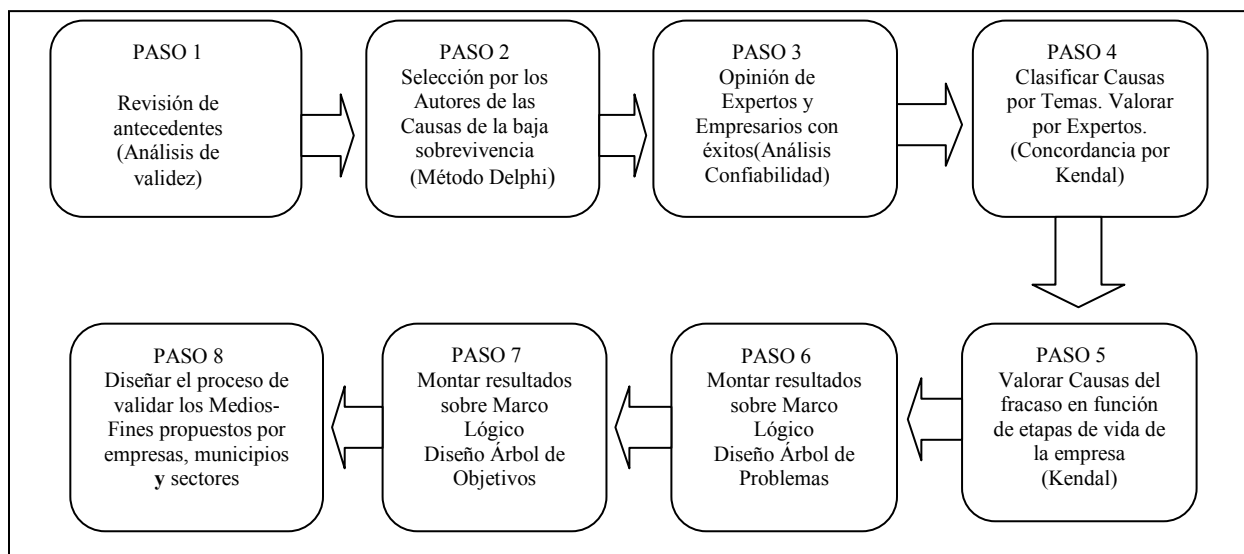 PASO 1
Revisión de
antecedentes
(Análisis de
validez)
PASO 2
Selección por los
Autores de las
Causas de la baja
sobrevivencia
(Método Delphi)
PASO 3
Opinión de
Expertos y
Empresarios con
éxitos(Análisis
Confiabilidad)
PASO 4
Clasificar Causas
por Temas. Valorar
por Expertos.
(Concordancia por
Kendal)
PASO 5
Valorar Causas del
fracaso en función
de etapas de vida de
la empresa
(Kendal)
PASO 6
Montar resultados
sobre Marco
Lógico
Diseño Árbol de
Problemas
PASO 7
Montar resultados
sobre Marco
Lógico
Diseño Árbol de
Objetivos
PASO 8
Diseñar el proceso de
validar los Medios-
Fines propuestos por
empresas, municipios
y sectores